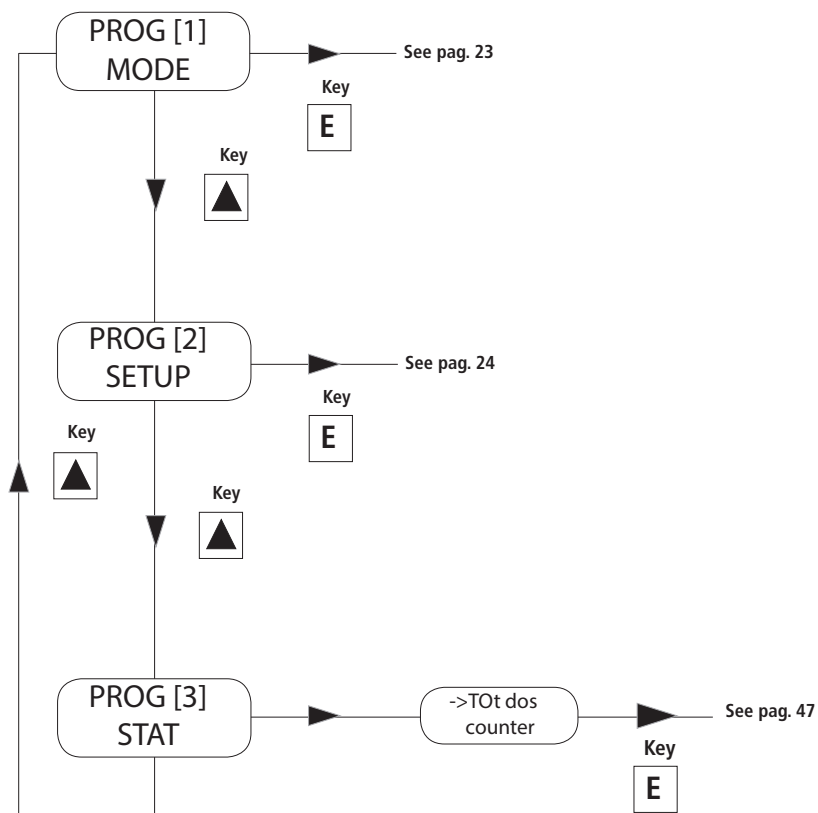 PROG [1]
MODE
See pag. 23
Key
E
Key
PROG [2]
SETUP
See pag. 24
Key
E
Key
Key
PROG [3]
STAT
->TOt dos
counter
See pag. 47
Key
E